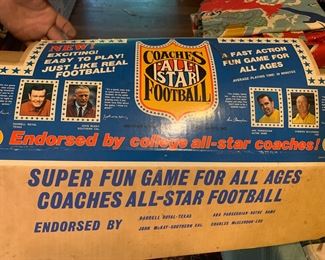 NEW!
EXCITING!
EASY TO PLAY!
JUST LIKE REAL
FOOTBALL!
COACHES
ALL
STAR
FOOTBALL
A FAST ACTION
FUN GAME FOR
ALL AGES
AVERAGE PLAYING TIME 30 MINUTES
DARRELL ROYAL
TEXAS
Endorsed by college all-star coaches!
SUPER FUN GAME FOR ALL AGES
COACHES ALL-STAR FOOTBALL
ENDORSED BY
DARRELL ROYAL-TEXAS
ARA PARSEGHIAN-NOTRE DAME
JOHN McKAY-SOUTHERN CAL
CHARLES McCLENDON-LSU